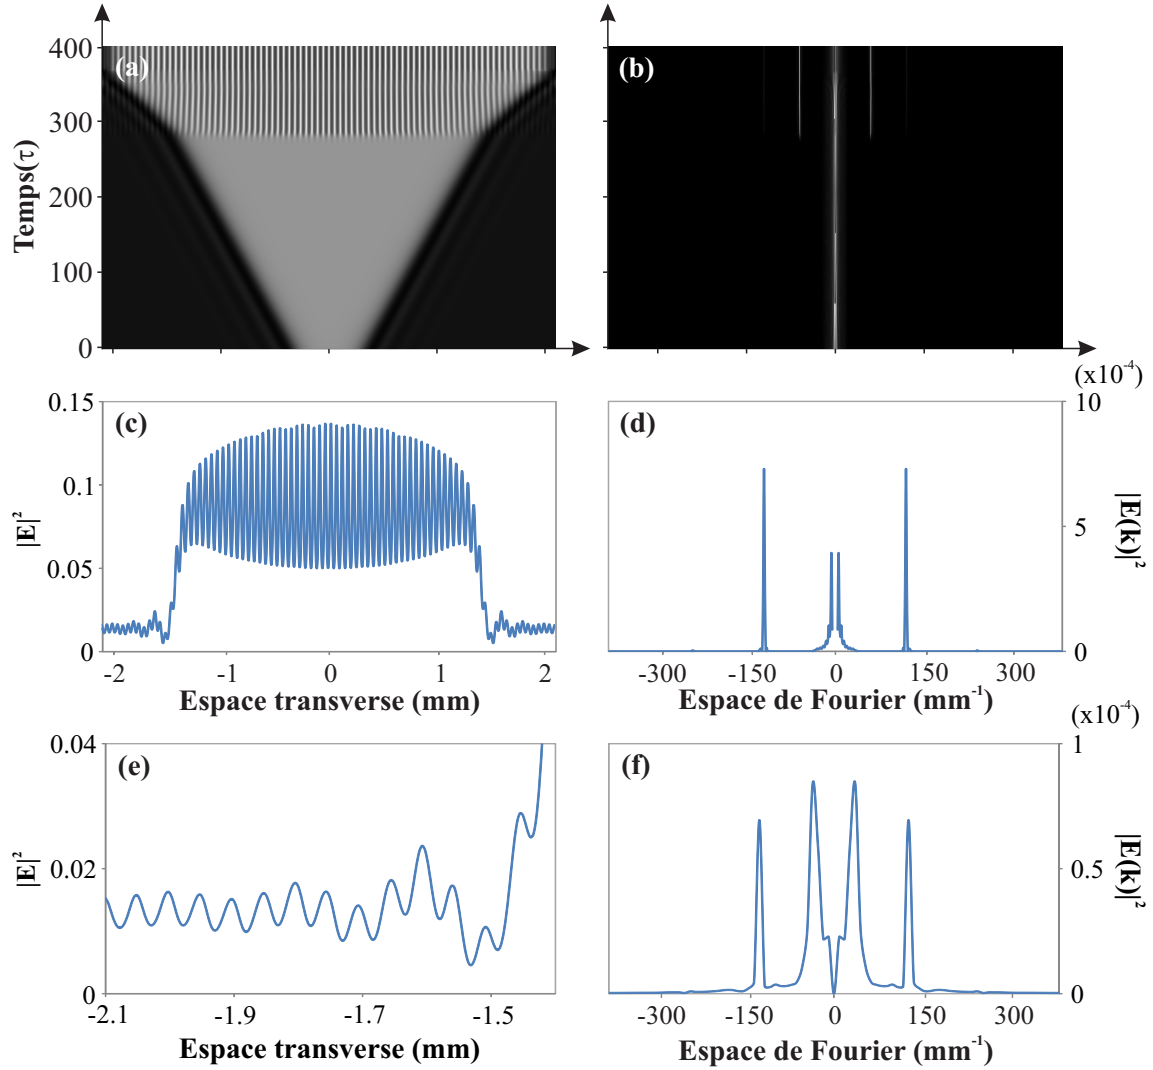 400
300
200
100
0
Temps(τ)
(a)
(b)
(x10⁻⁴)
0.15
0.1
0.05
0
|E|²
(c)
-2
-1
0
1
2
Espace transverse (mm)
(d)
10
5
0
|E(k)|²
-300
-150
0
150
300
Espace de Fourier (mm⁻¹)
(x10⁻⁴)
0.04
0.02
0
|E|²
(e)
-2.1
-1.9
-1.7
-1.5
Espace transverse (mm)
(f)
1
0.5
0
|E(k)|²
-300
-150
0
150
300
Espace de Fourier (mm⁻¹)